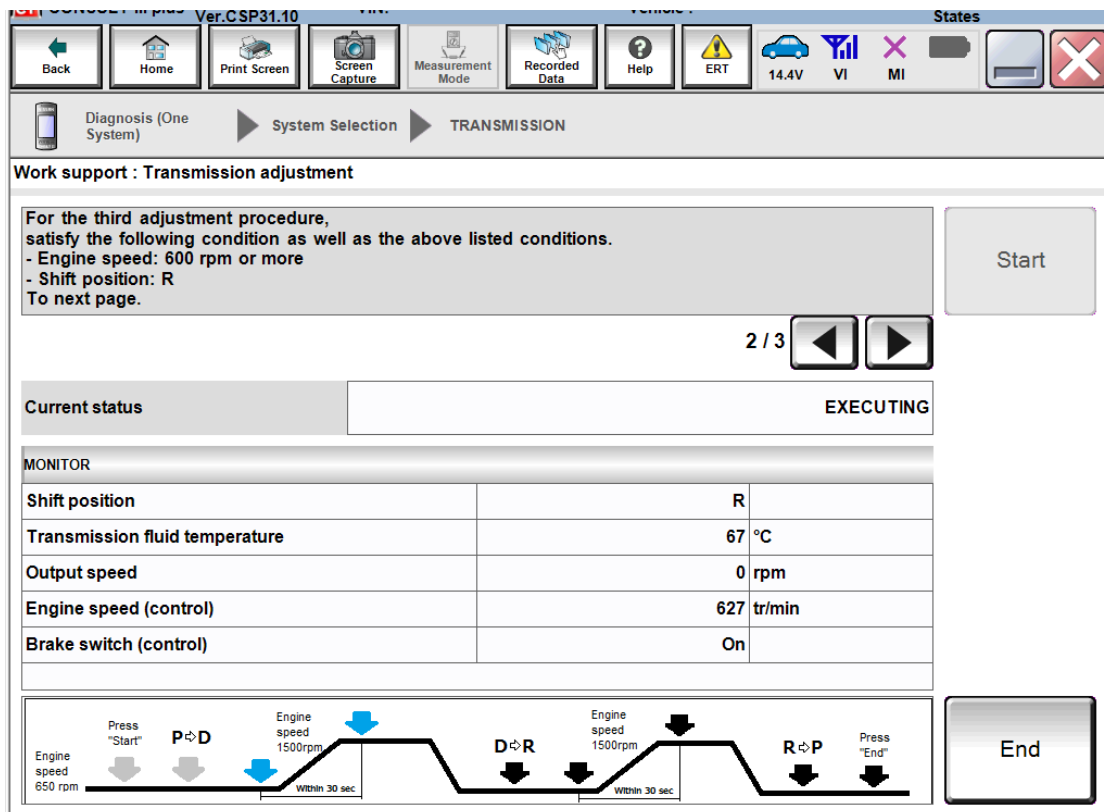 CONSULT-III plus Ver.CSP31.10 VIN: Vehicle : States
Back
Home
Print Screen
Screen
Capture
Measurement
Mode
Recorded
Data
Help
ERT
14.4V
VI
MI
Diagnosis (One
System)
System Selection
TRANSMISSION
Work support : Transmission adjustment
For the third adjustment procedure,
satisfy the following condition as well as the above listed conditions.
- Engine speed: 600 rpm or more
- Shift position: R
To next page.
Start
2 / 3
Current status EXECUTING
MONITOR
Shift position R
Transmission fluid temperature 67 °C
Output speed 0 rpm
Engine speed (control) 627 tr/min
Brake switch (control) On
Engine
speed
650 rpm
Press
"Start"
P⇨D
Engine
speed
1500rpm
Within 30 sec
D⇨R
Engine
speed
1500rpm
Within 30 sec
R⇨P
Press
"End"
End